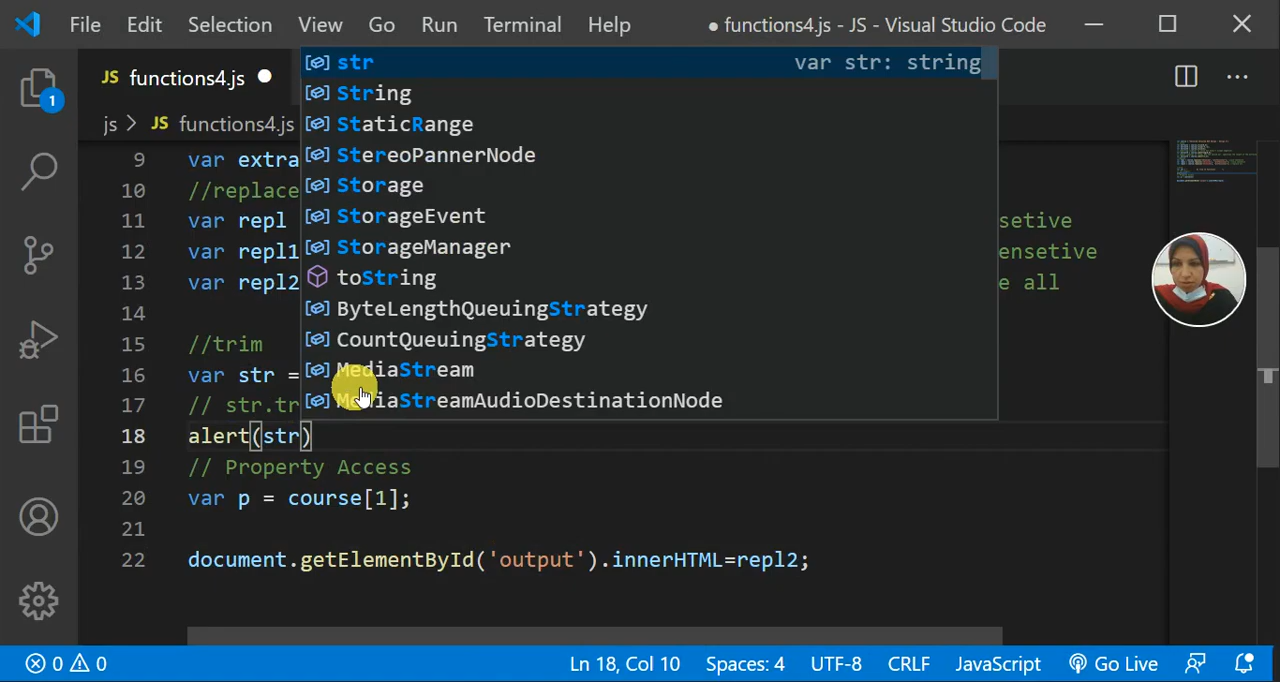 File Edit Selection View Go Run Terminal Help ● functions4.js - JS - Visual Studio Code
JS functions4.js
1
js > JS functions4.js
str var str: string
String
StaticRange
StereoPannerNode
Storage
StorageEvent
StorageManager
toString
ByteLengthQueuingStrategy
CountQueuingStrategy
MediaStream
MediaStreamAudioDestinationNode
9 var extra
10 //replace
11 var repl sensetive
12 var repl1 ensetive
13 var repl2 e all
14
15 //trim
16 var str =
17 // str.tr
18 alert(str)
19 // Property Access
20 var p = course[1];
21
22 document.getElementById('output').innerHTML=repl2;
0 0 Ln 18, Col 10 Spaces: 4 UTF-8 CRLF JavaScript Go Live